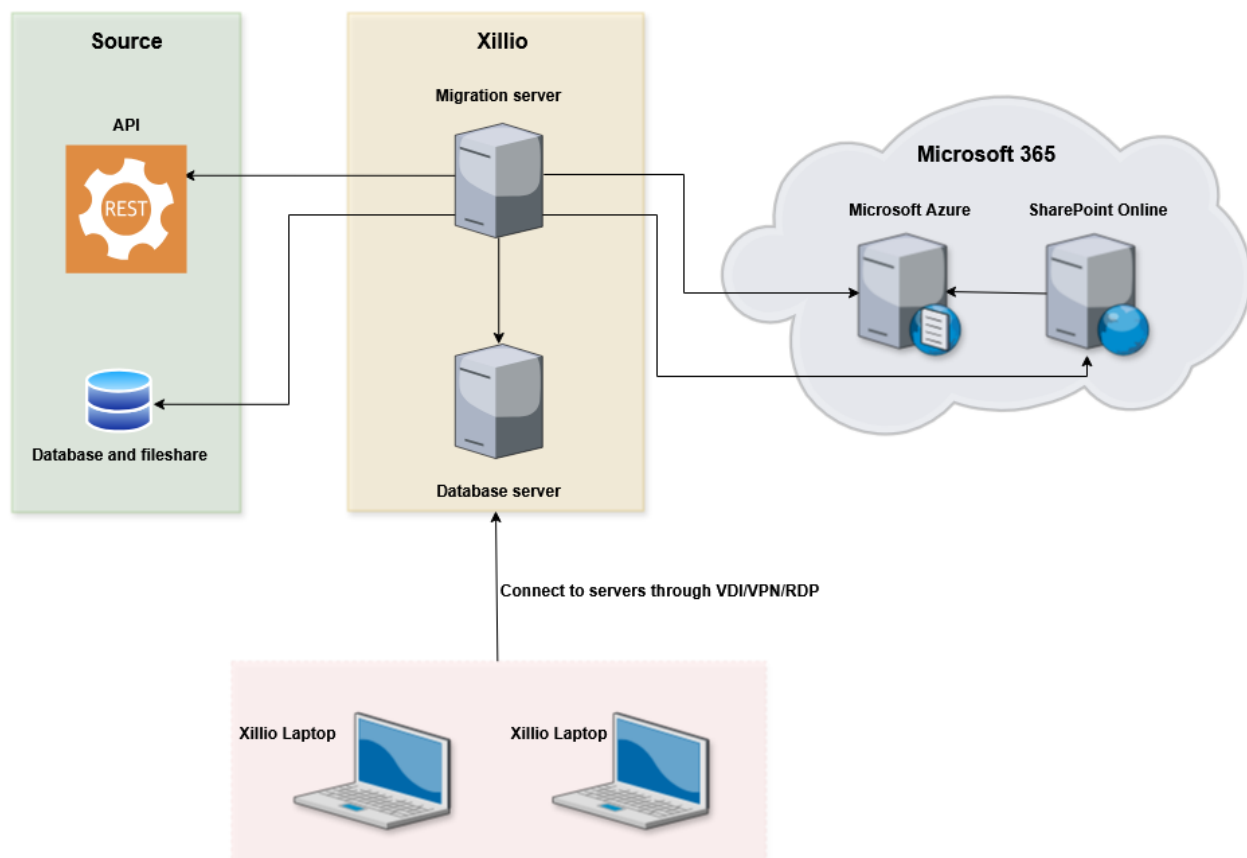 Source
Xillio
Migration server
API
REST
Microsoft 365
Microsoft Azure
SharePoint Online
Database and fileshare
Database server
Connect to servers through VDI/VPN/RDP
Xillio Laptop
Xillio Laptop